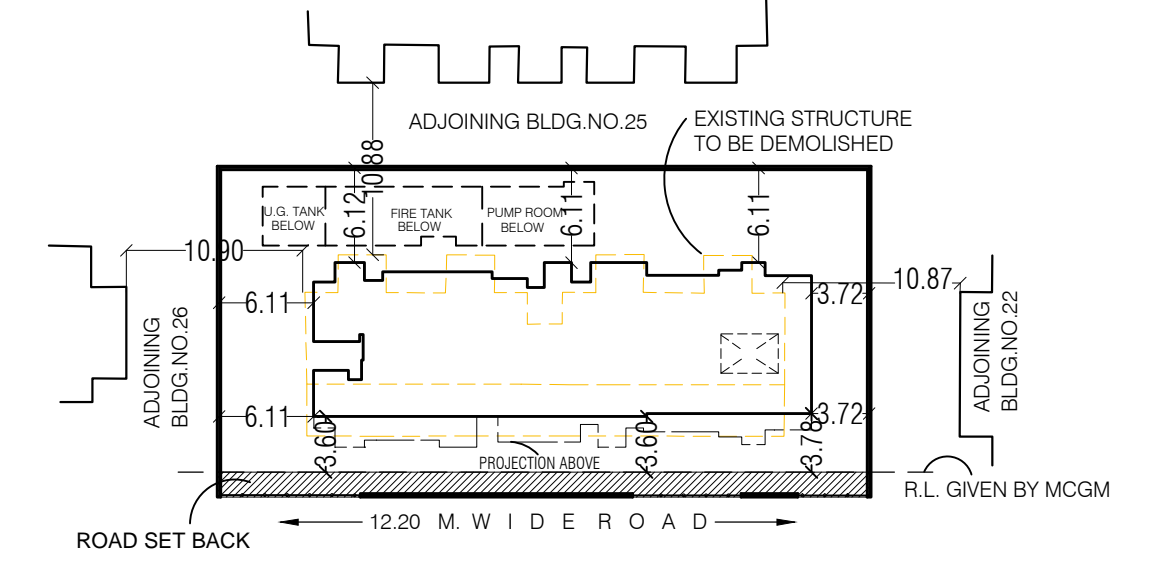 ADJOINING BLDG.NO.25
EXISTING STRUCTURE
TO BE DEMOLISHED
10.88
U.G. TANK
BELOW
6.12
FIRE TANK
BELOW
PUMP ROOM
BELOW
6.11
6.11
10.90
10.87
6.11
3.72
ADJOINING
BLDG.NO.26
ADJOINING
BLDG.NO.22
6.11
3.72
3.60
3.60
3.78
PROJECTION ABOVE
R.L. GIVEN BY MCGM
12.20 M. WIDE ROAD
ROAD SET BACK